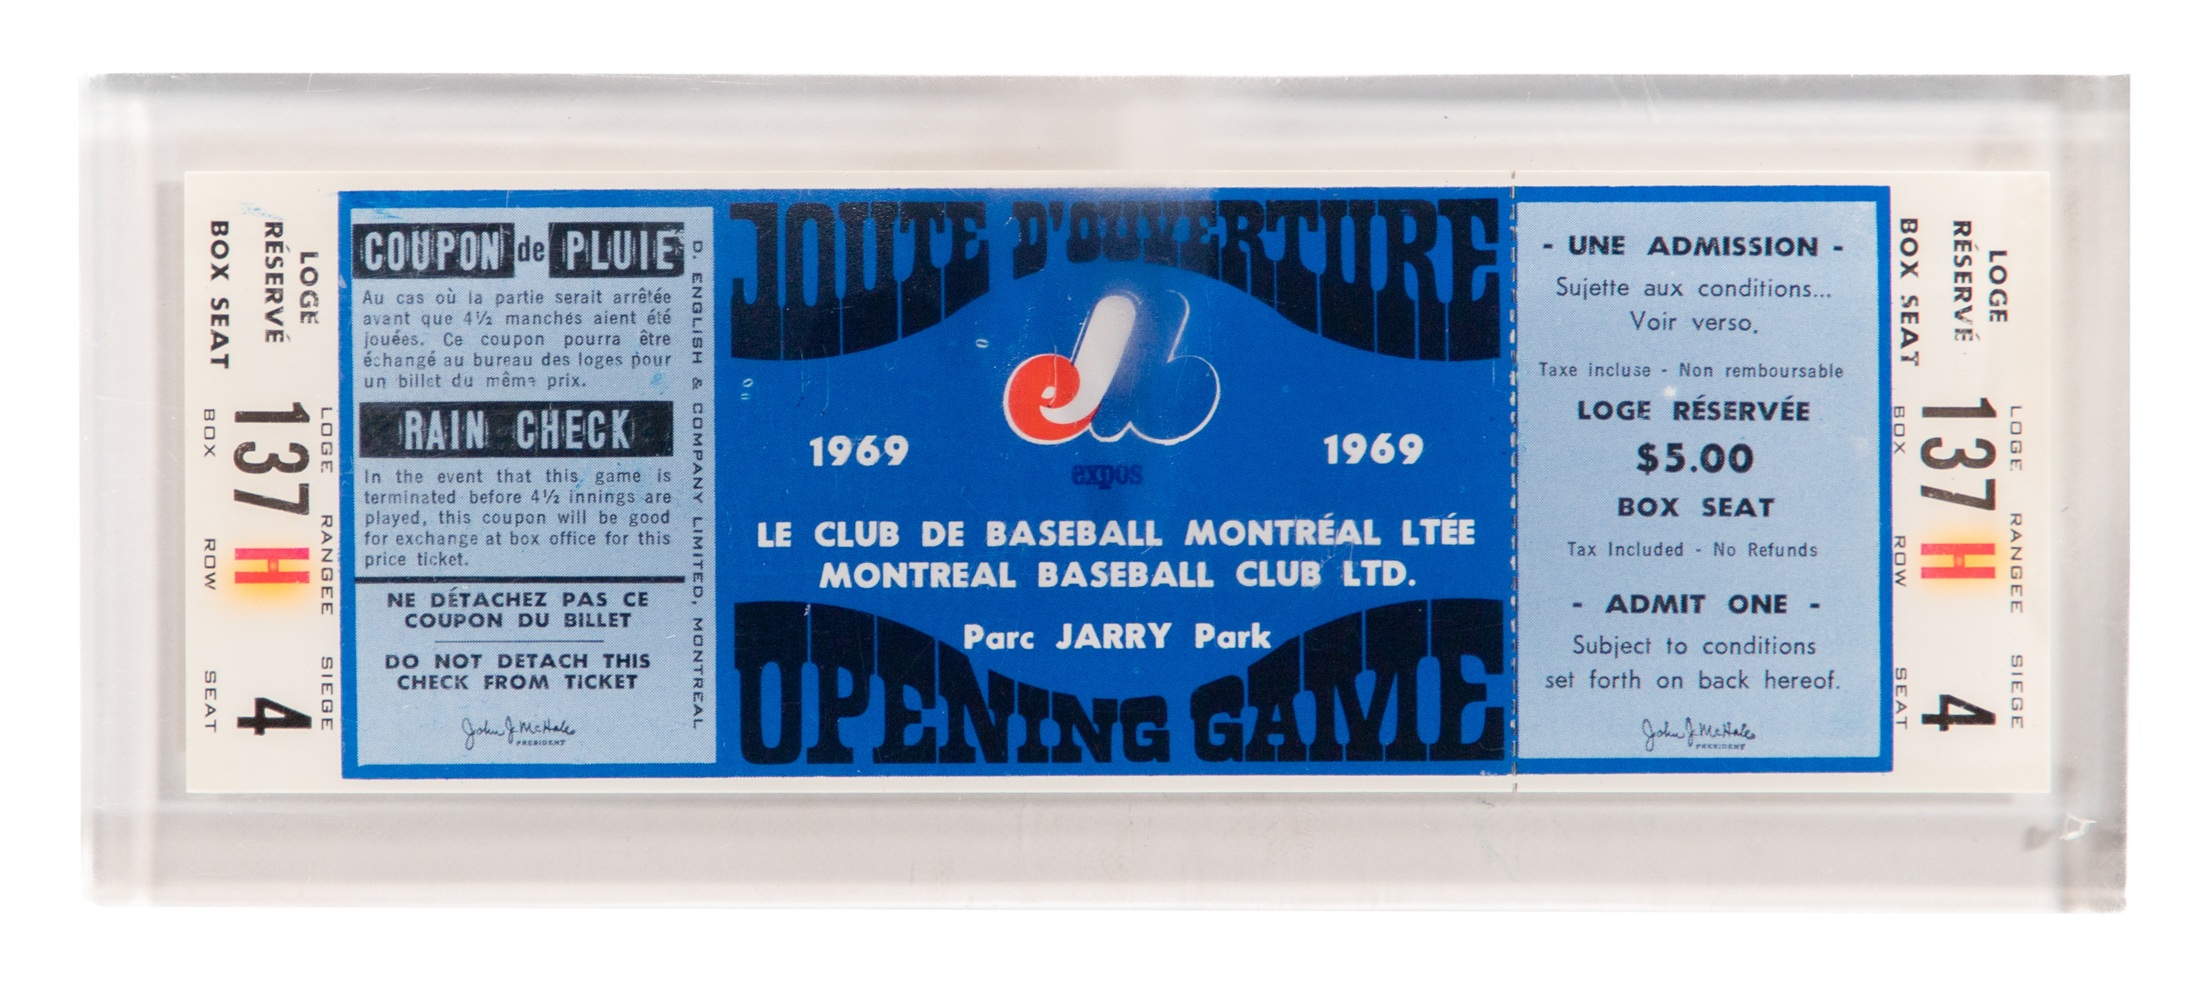 LOGE
RÉSERVÉ
BOX SEAT
LOGE
137
BOX
RANGEE
H
ROW
SIEGE
4
SEAT
COUPON de PLUIE
Au cas où la partie serait arrêtée
avant que 4½ manches aient été
jouées. Ce coupon pourra être
échangé au bureau des loges pour
un billet du même prix.
RAIN CHECK
In the event that this game is
terminated before 4½ innings are
played, this coupon will be good
for exchange at box office for this
price ticket.
NE DÉTACHEZ PAS CE
COUPON DU BILLET
DO NOT DETACH THIS
CHECK FROM TICKET
John J. McHale
PRESIDENT
D. ENGLISH & COMPANY LIMITED, MONTREAL
JOUTE D'OUVERTURE
1969 1969
expos
LE CLUB DE BASEBALL MONTRÉAL LTÉE
MONTREAL BASEBALL CLUB LTD.
Parc JARRY Park
OPENING GAME
- UNE ADMISSION -
Sujette aux conditions...
Voir verso.
Taxe incluse - Non remboursable
LOGE RÉSERVÉE
$5.00
BOX SEAT
Tax Included - No Refunds
- ADMIT ONE -
Subject to conditions
set forth on back hereof.
John J. McHale
PRESIDENT
LOGE
RÉSERVÉ
BOX SEAT
LOGE
137
BOX
RANGEE
H
ROW
SIEGE
4
SEAT